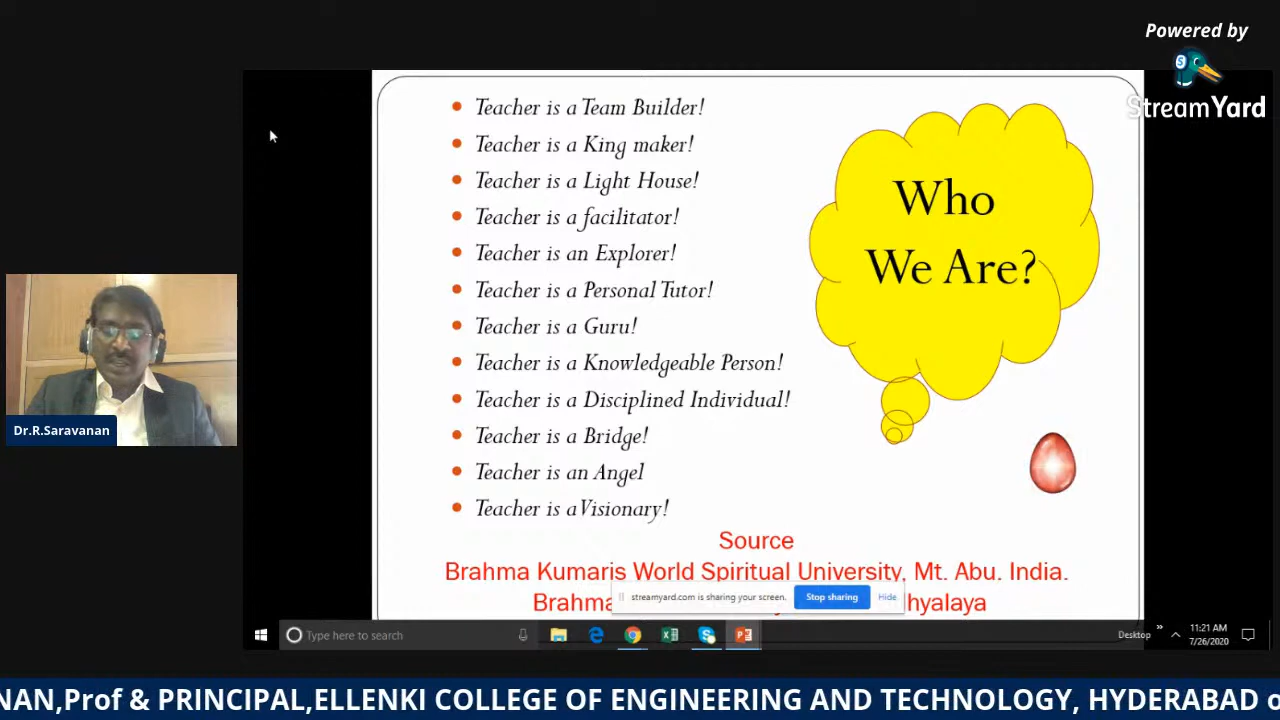 Powered by
StreamYard
Teacher is a Team Builder!
Teacher is a King maker!
Teacher is a Light House!
Teacher is a facilitator!
Teacher is an Explorer!
Teacher is a Personal Tutor!
Teacher is a Guru!
Teacher is a Knowledgeable Person!
Teacher is a Disciplined Individual!
Teacher is a Bridge!
Teacher is an Angel
Teacher is a Visionary!
Who
We Are?
Source
Brahma Kumaris World Spiritual University, Mt. Abu. India.
Brahma hyalaya
streamyard.com is sharing your screen. Stop sharing Hide
Dr.R.Saravanan
Type here to search
Desktop
11:21 AM
7/26/2020
NAN,Prof & PRINCIPAL,ELLENKI COLLEGE OF ENGINEERING AND TECHNOLOGY, HYDERABAD